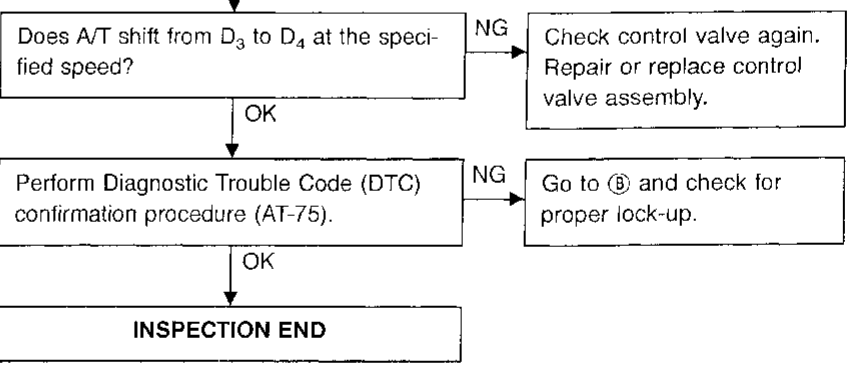 Does A/T shift from D3 to D4 at the speci-
fied speed?
NG
Check control valve again.
Repair or replace control
valve assembly.
OK
Perform Diagnostic Trouble Code (DTC)
confirmation procedure (AT-75).
NG
Go to Ⓑ and check for
proper lock-up.
OK
INSPECTION END